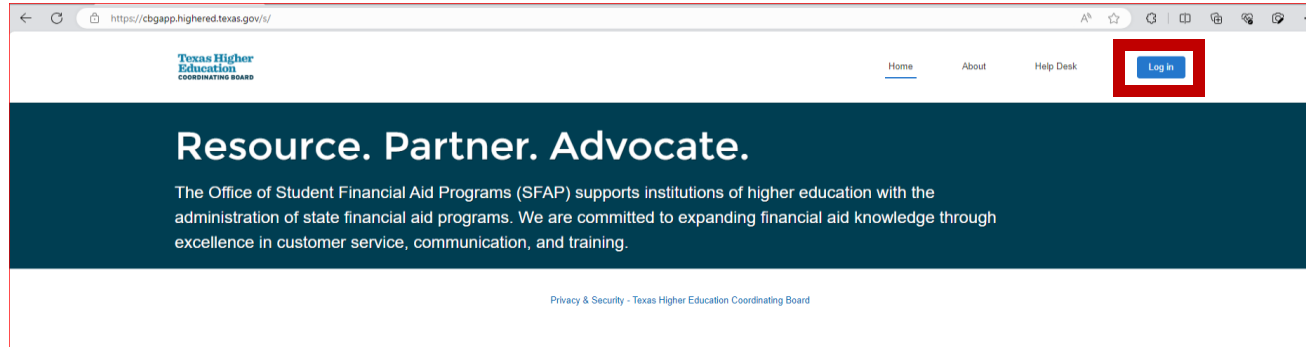 https://cbgapp.highered.texas.gov/s/
Texas Higher
Education
COORDINATING BOARD
Home About Help Desk Log in
Resource. Partner. Advocate.
The Office of Student Financial Aid Programs (SFAP) supports institutions of higher education with the
administration of state financial aid programs. We are committed to expanding financial aid knowledge through
excellence in customer service, communication, and training.
Privacy & Security - Texas Higher Education Coordinating Board